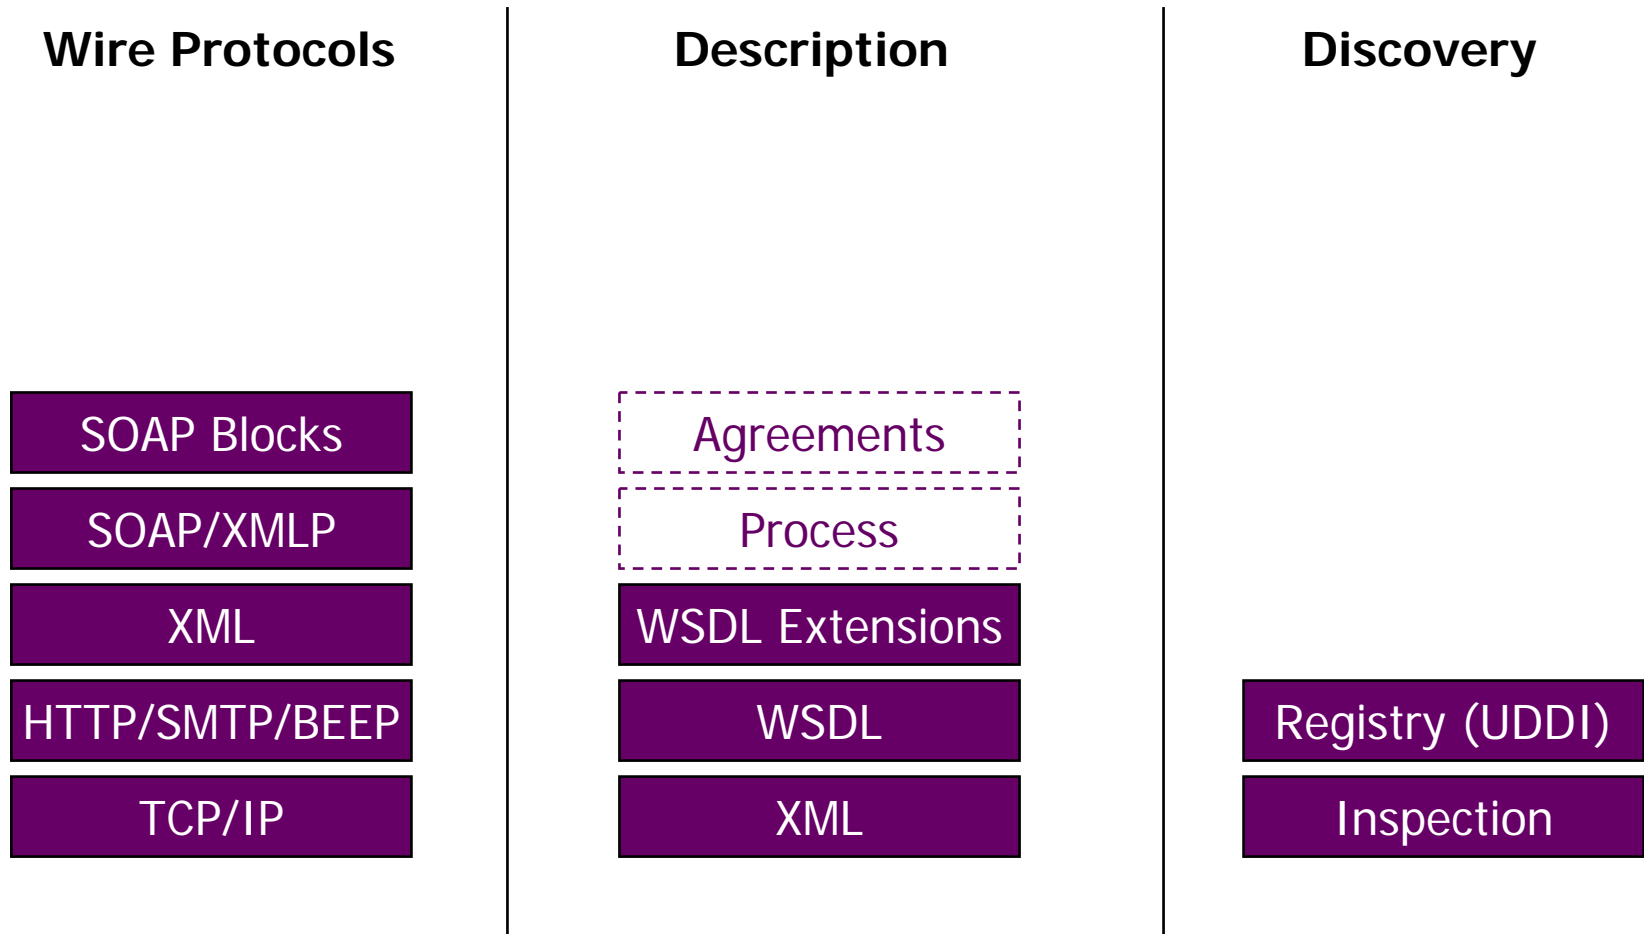 Wire Protocols
Description
Discovery
SOAP Blocks
SOAP/XMLP
XML
HTTP/SMTP/BEEP
TCP/IP
Agreements
Process
WSDL Extensions
WSDL
XML
Registry (UDDI)
Inspection